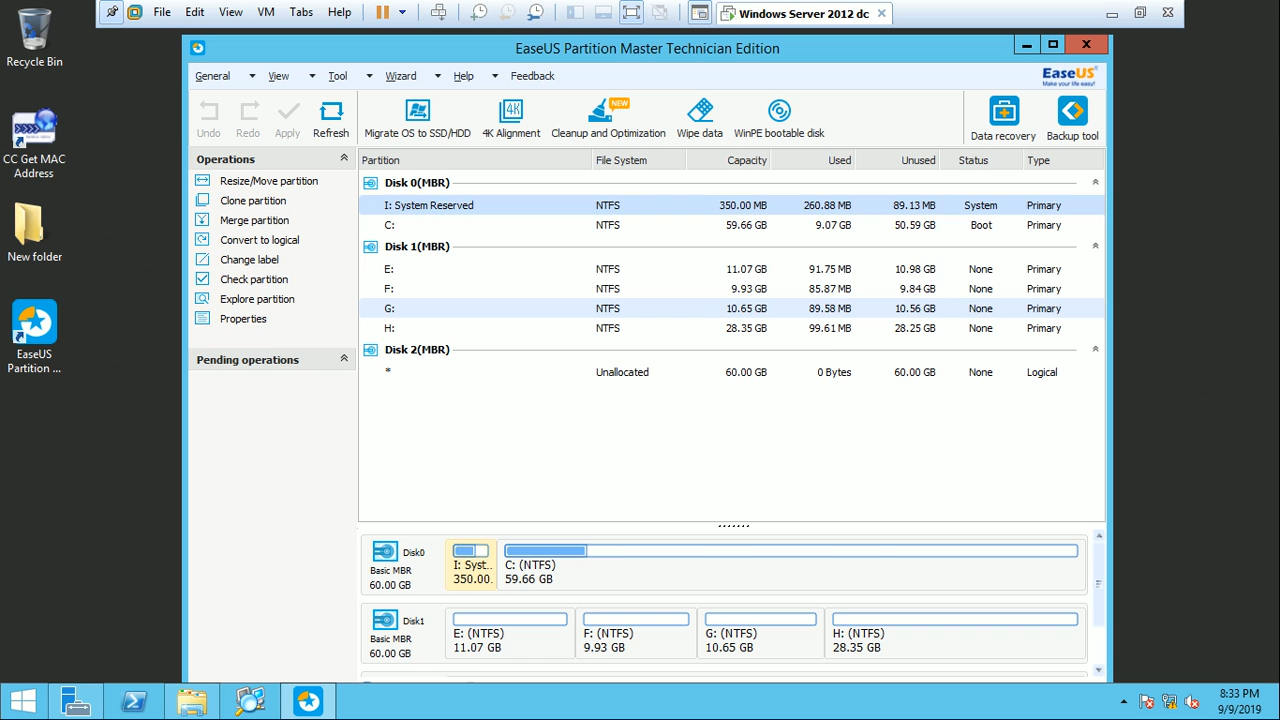 File Edit View VM Tabs Help
Windows Server 2012 dc
EaseUS Partition Master Technician Edition
General View Tool Wizard Help Feedback
EaseUS®
Make your life easy!
Undo Redo Apply Refresh Migrate OS to SSD/HDD 4K Alignment Cleanup and Optimization Wipe data WinPE bootable disk Data recovery Backup tool
NEW
4K
Recycle Bin
CC Get MAC
Address
New folder
EaseUS
Partition ...
Operations
Resize/Move partition
Clone partition
Merge partition
Convert to logical
Change label
Check partition
Explore partition
Properties
Pending operations
Partition File System Capacity Used Unused Status Type
Disk 0(MBR)
I: System Reserved NTFS 350.00 MB 260.88 MB 89.13 MB System Primary
C: NTFS 59.66 GB 9.07 GB 50.59 GB Boot Primary
Disk 1(MBR)
E: NTFS 11.07 GB 91.75 MB 10.98 GB None Primary
F: NTFS 9.93 GB 85.87 MB 9.84 GB None Primary
G: NTFS 10.65 GB 89.58 MB 10.56 GB None Primary
H: NTFS 28.35 GB 99.61 MB 28.25 GB None Primary
Disk 2(MBR)
* Unallocated 60.00 GB 0 Bytes 60.00 GB None Logical
Disk0
Basic MBR
60.00 GB
I: Syst..
350.00.
C: (NTFS)
59.66 GB
Disk1
Basic MBR
60.00 GB
E: (NTFS)
11.07 GB
F: (NTFS)
9.93 GB
G: (NTFS)
10.65 GB
H: (NTFS)
28.35 GB
8:33 PM
9/9/2019